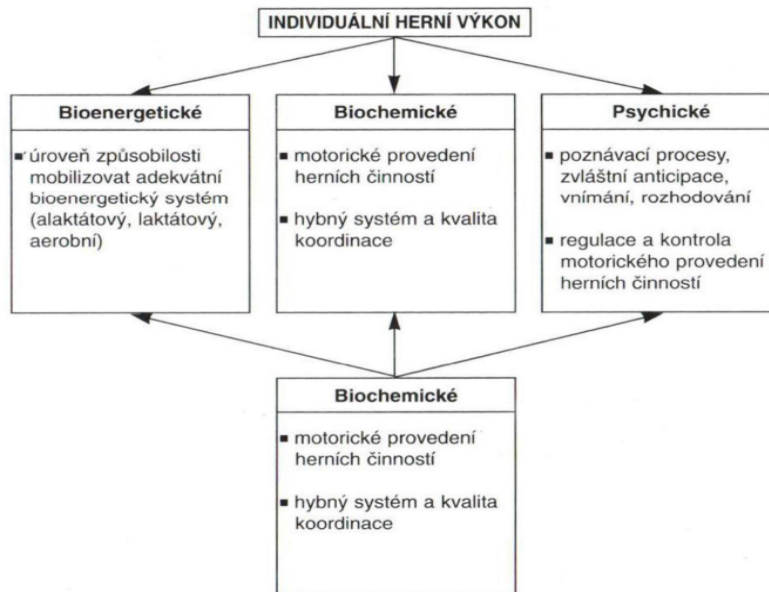 INDIVIDUÁLNÍ HERNÍ VÝKON
Bioenergetické
▪ úroveň způsobilosti
mobilizovat adekvátní
bioenergetický systém
(alaktátový, laktátový,
aerobní)
Biochemické
▪ motorické provedení
herních činností
▪ hybný systém a kvalita
koordinace
Psychické
▪ poznávací procesy,
zvláštní anticipace,
vnímání, rozhodování
▪ regulace a kontrola
motorického provedení
herních činností
Biochemické
▪ motorické provedení
herních činností
▪ hybný systém a kvalita
koordinace